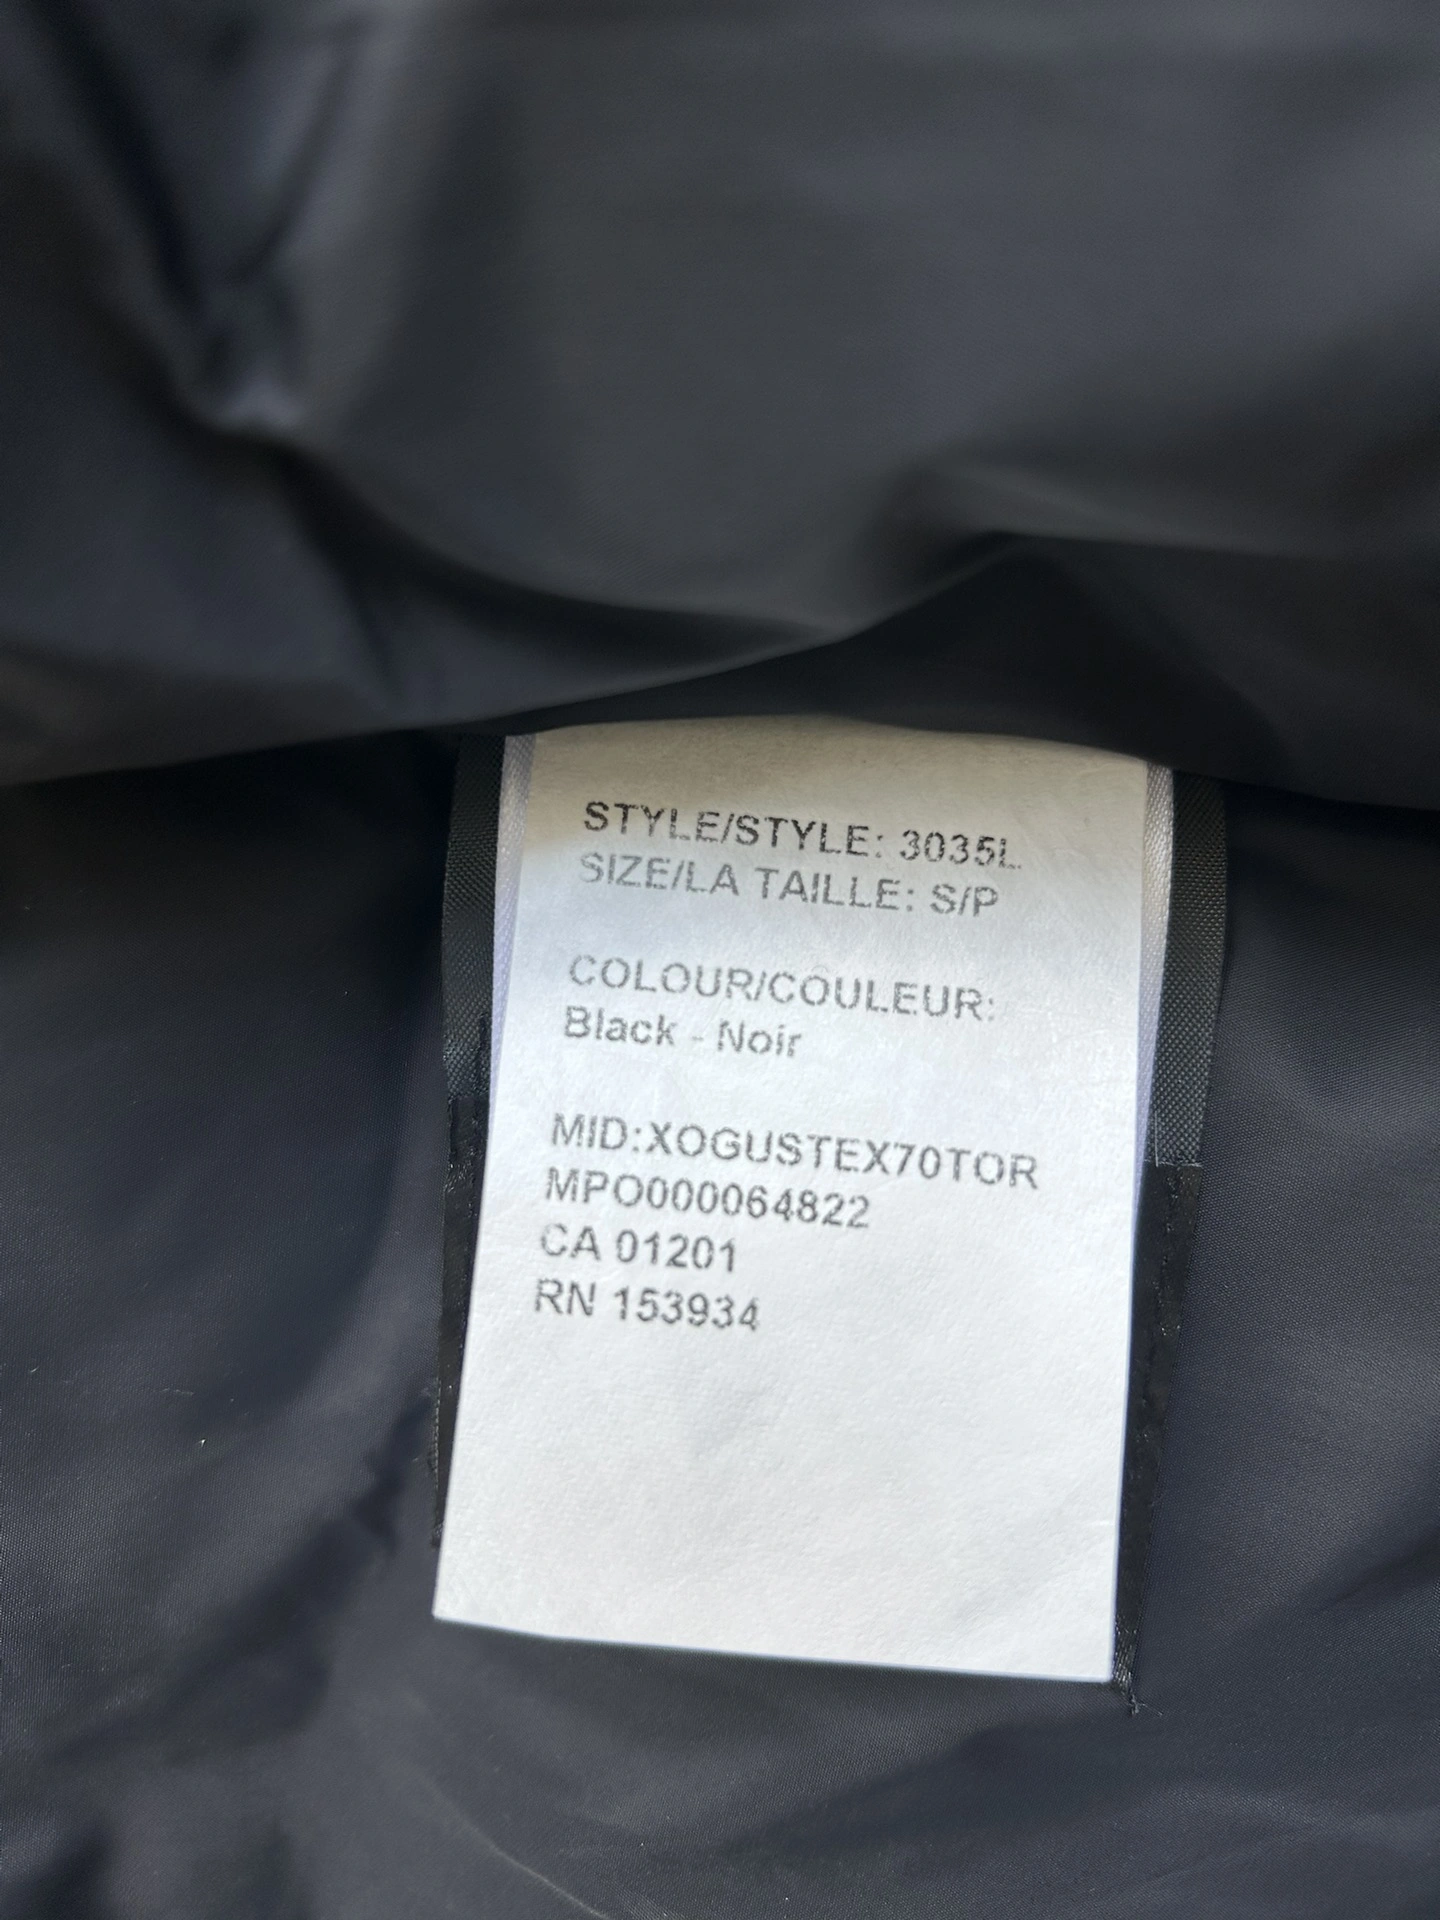 STYLE/STYLE: 3035L
SIZE/LA TAILLE: S/P
COLOUR/COULEUR:
Black - Noir
MID:XOGUSTEX70TOR
MPO000064822
CA 01201
RN 153934